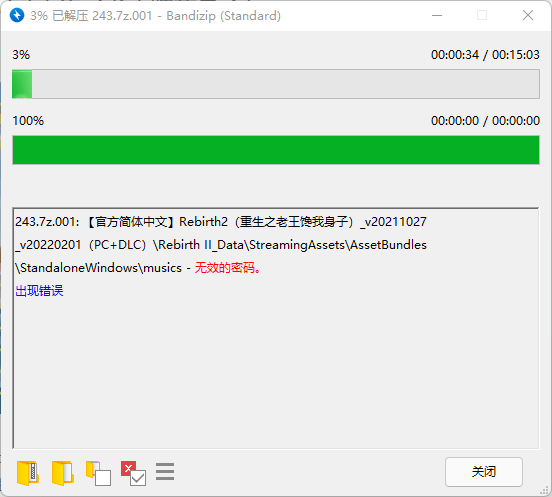 3% 已解压 243.7z.001 - Bandizip (Standard)
3% 00:00:34 / 00:15:03
100% 00:00:00 / 00:00:00
243.7z.001: 【官方简体中文】Rebirth2（重生之老王馋我身子）_v20211027
_v20220201（PC+DLC）\Rebirth II_Data\StreamingAssets\AssetBundles
\StandaloneWindows\musics - 无效的密码。
出现错误
关闭